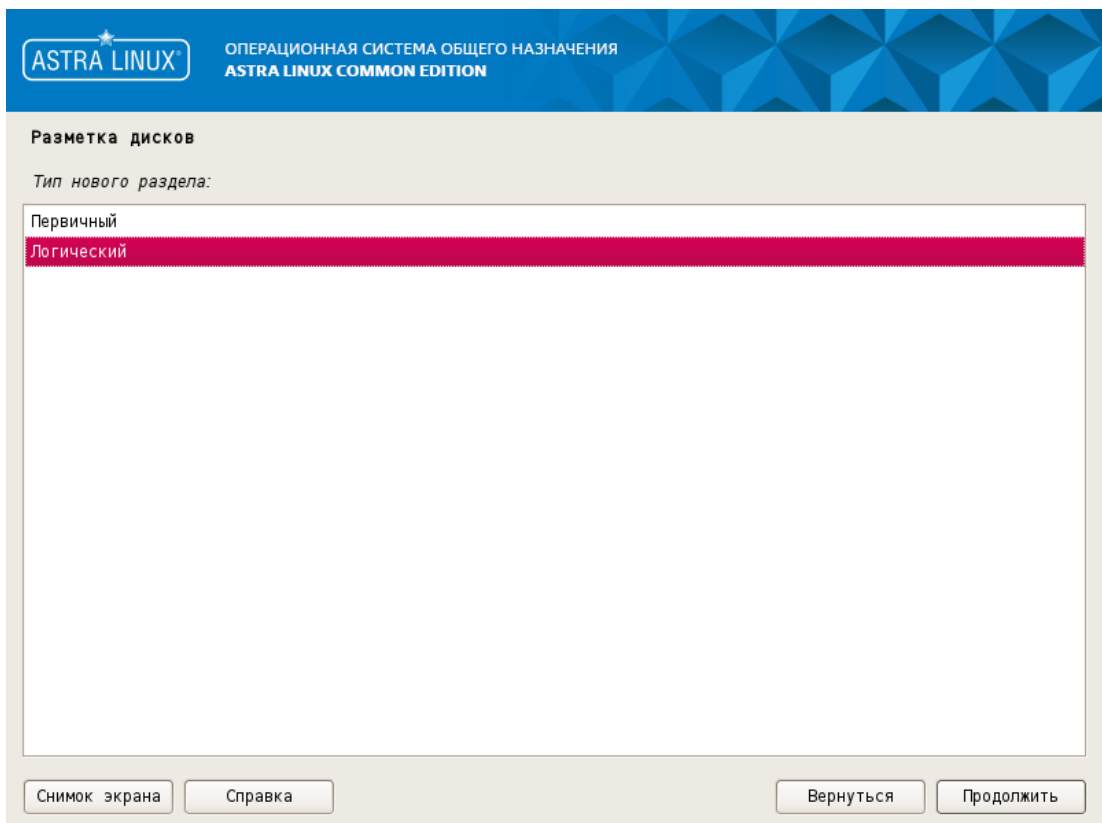 ASTRA LINUX®
ОПЕРАЦИОННАЯ СИСТЕМА ОБЩЕГО НАЗНАЧЕНИЯ
ASTRA LINUX COMMON EDITION
Разметка дисков
Тип нового раздела:
Первичный
Логический
Снимок экрана
Справка
Вернуться
Продолжить